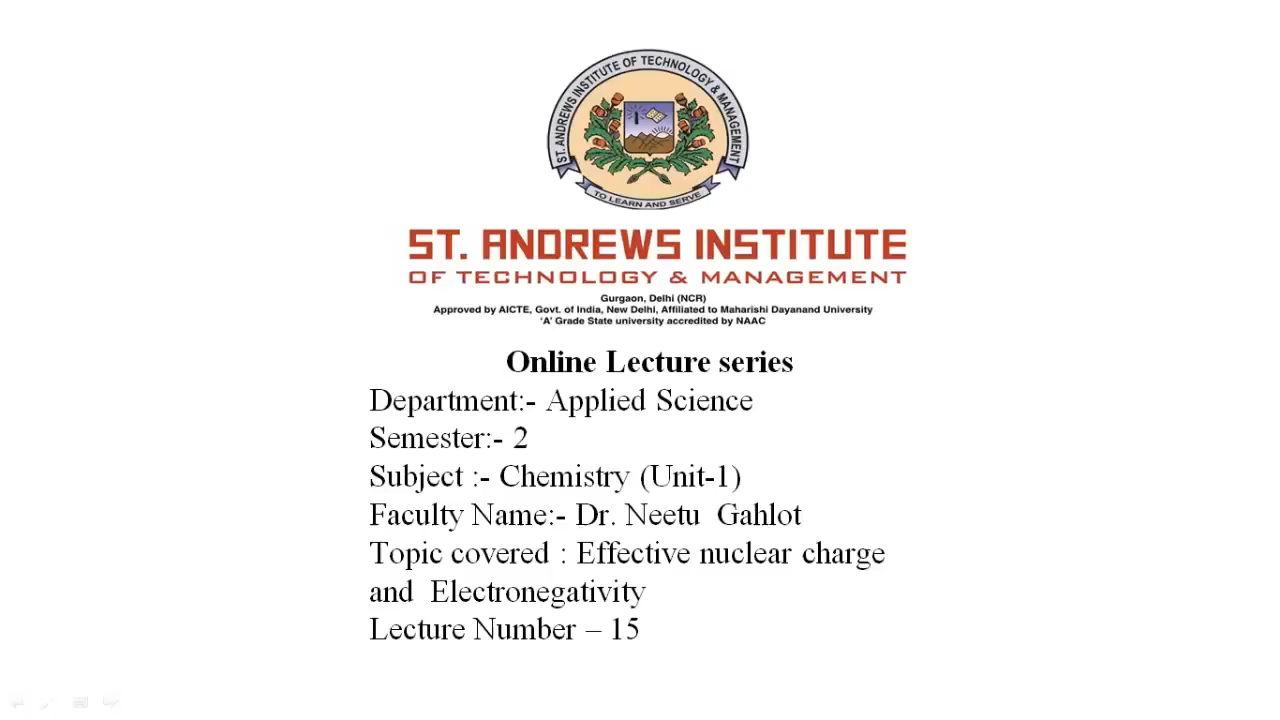 ST. ANDREWS INSTITUTE OF TECHNOLOGY & MANAGEMENT
TO LEARN AND SERVE
ST. ANDREWS INSTITUTE
OF TECHNOLOGY & MANAGEMENT
Gurgaon, Delhi (NCR)
Approved by AICTE, Govt. of India, New Delhi, Affiliated to Maharishi Dayanand University
‘A’ Grade State university accredited by NAAC
Online Lecture series
Department:- Applied Science
Semester:- 2
Subject :- Chemistry (Unit-1)
Faculty Name:- Dr. Neetu Gahlot
Topic covered : Effective nuclear charge
and Electronegativity
Lecture Number – 15